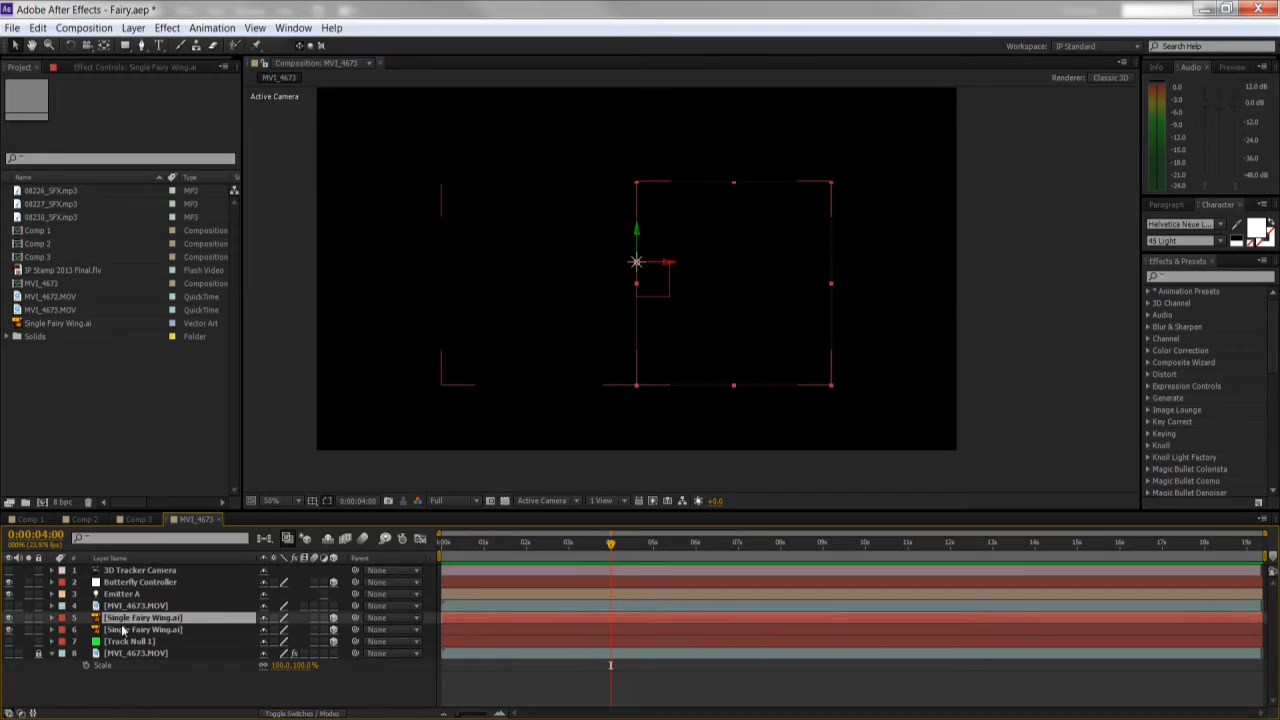 Adobe After Effects - Fairy.aep *
File Edit Composition Layer Effect Animation View Window Help
Workspace: IP Standard
Search Help
Project
Effect Controls: Single Fairy Wing.ai
Composition: MVI_4673
MVI_4673
Renderer: Classic 3D
Active Camera
Info Audio Preview
0.0
-3.0
-6.0
-9.0
-12.0
-15.0
-18.0
-21.0
-24.0
12.0 dB
0.0 dB
-12.0
-24.0
-36.0
-48.0 dB
Paragraph Character
Helvetica Neue L...
45 Light
Effects & Presets
* Animation Presets
3D Channel
Audio
Blur & Sharpen
Channel
Color Correction
Composite Wizard
Distort
Expression Controls
Generate
Image Lounge
Key Correct
Keying
Knoll
Knoll Light Factory
Magic Bullet Colorista
Magic Bullet Cosmo
Magic Bullet Denoiser
Name Type
08226_SFX.mp3 MP3
08227_SFX.mp3 MP3
08230_SFX.mp3 MP3
Comp 1 Composition
Comp 2 Composition
Comp 3 Composition
IP Stamp 2013 Final.flv Flash Video
MVI_4673 Composition
MVI_4672.MOV QuickTime
MVI_4673.MOV QuickTime
Single Fairy Wing.ai Vector Art
Solids Folder
8 bpc
50% 0:00:04:00 Full Active Camera 1 View +0.0
Comp 1 Comp 2 Comp 3 MVI_4673
0:00:04:00
00096 (23.976 fps)
# Layer Name Parent
:00s 01s 02s 03s 05s 06s 07s 08s 09s 10s 11s 12s 13s 14s 15s 16s 17s 18s 19s
1 3D Tracker Camera None
2 Butterfly Controller None
3 Emitter A None
4 [MVI_4673.MOV] None
5 [Single Fairy Wing.ai] None
6 [Single Fairy Wing.ai] None
7 [Track Null 1] None
8 [MVI_4673.MOV] None
Scale 100.0,100.0%
Toggle Switches / Modes